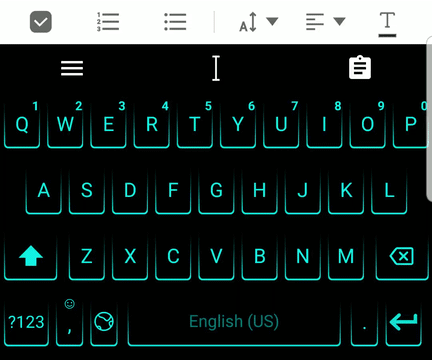 A T
1 2 3 4 5 6 7 8 9 0
Q W E R T Y U I O P
A S D F G H J K L
Z X C V B N M
?123 , English (US) .